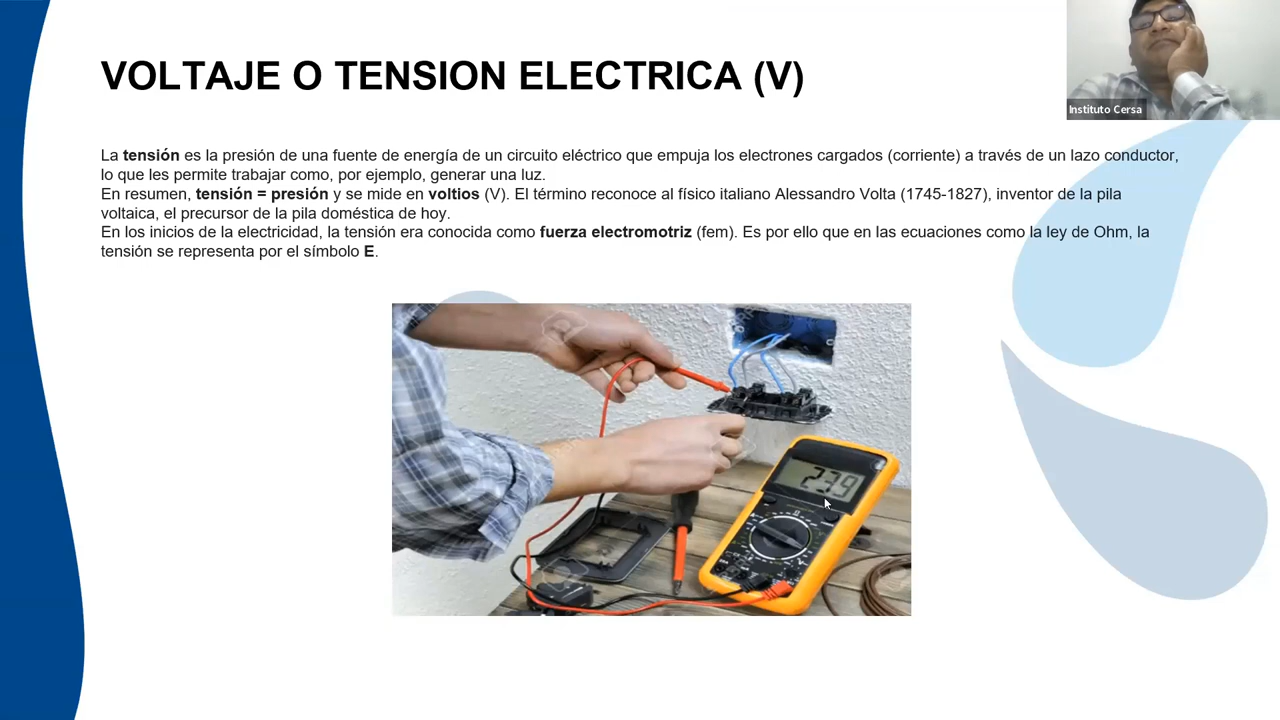 VOLTAJE O TENSION ELECTRICA (V)
Instituto Cersa
La tensión es la presión de una fuente de energía de un circuito eléctrico que empuja los electrones cargados (corriente) a través de un lazo conductor,
lo que les permite trabajar como, por ejemplo, generar una luz.
En resumen, tensión = presión y se mide en voltios (V). El término reconoce al físico italiano Alessandro Volta (1745-1827), inventor de la pila
voltaica, el precursor de la pila doméstica de hoy.
En los inicios de la electricidad, la tensión era conocida como fuerza electromotriz (fem). Es por ello que en las ecuaciones como la ley de Ohm, la
tensión se representa por el símbolo E.
23.9